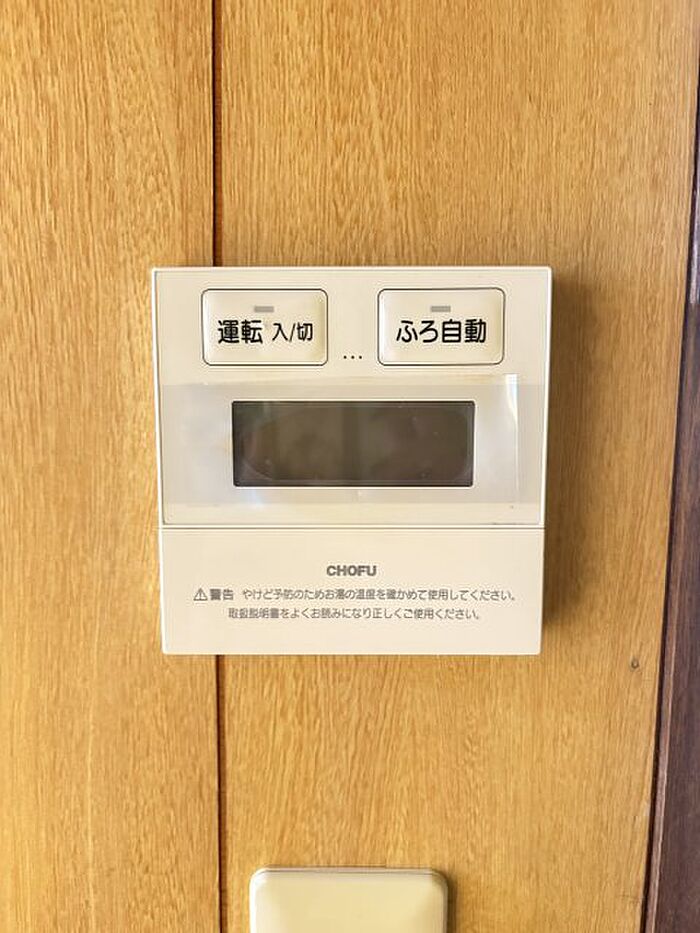 運転 入/切
ふろ自動
CHOFU
⚠警告 やけど予防のためお湯の温度を確かめて使用してください。
取扱説明書をよくお読みになり正しくご使用ください。